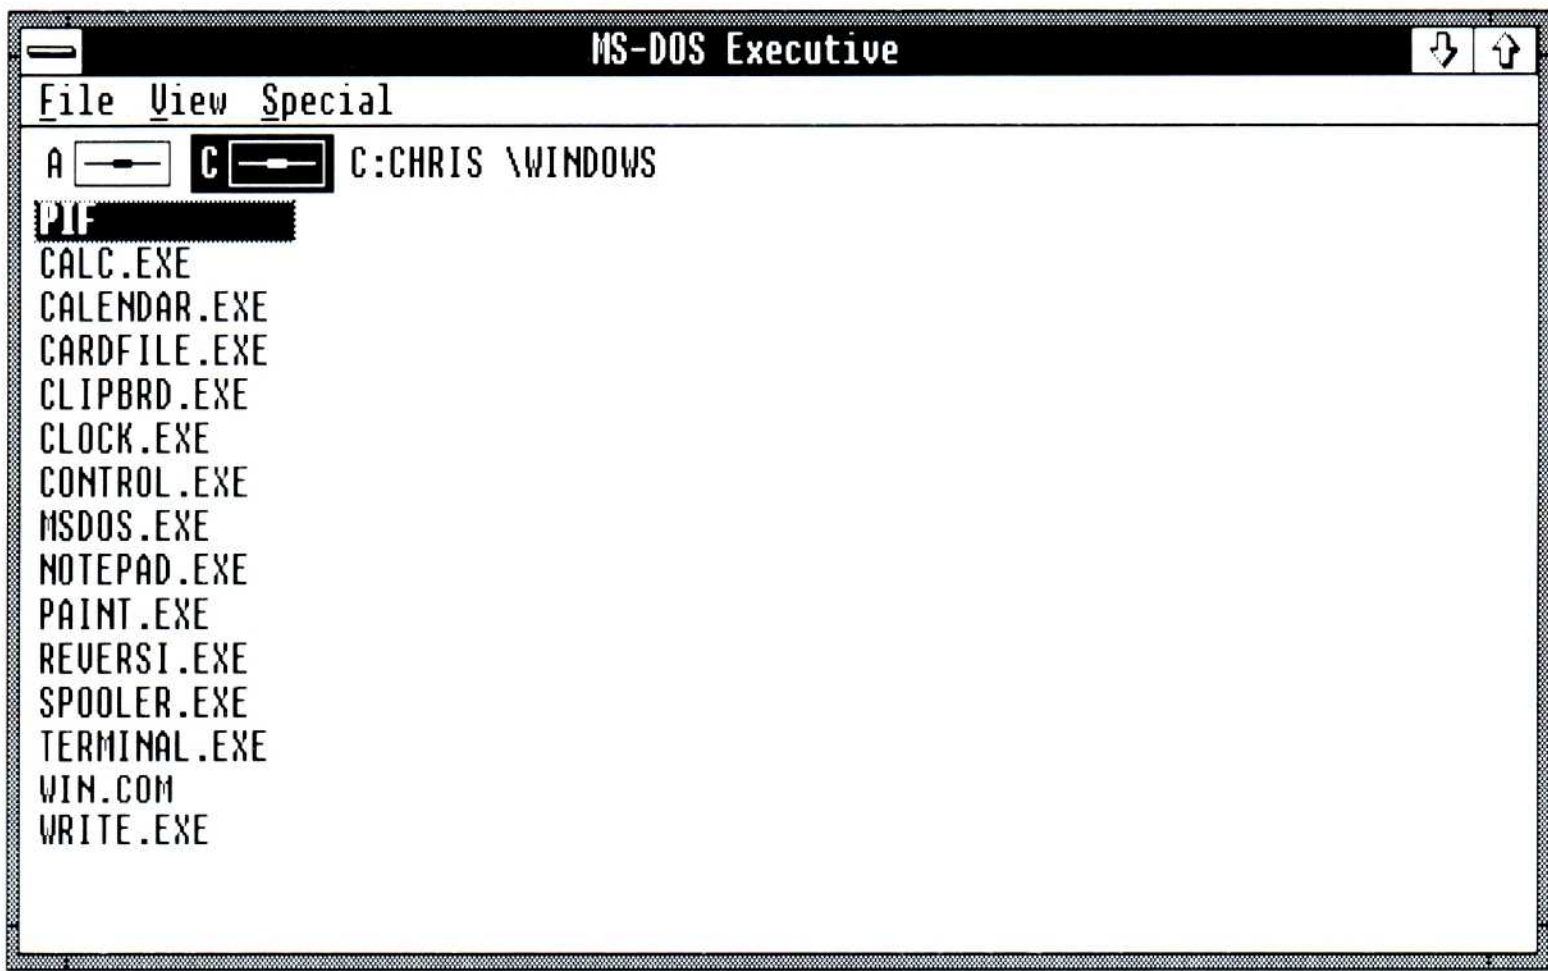 MS-DOS Executive
File View Special
A C C:CHRIS \WINDOWS
PIF
CALC.EXE
CALENDAR.EXE
CARDFILE.EXE
CLIPBRD.EXE
CLOCK.EXE
CONTROL.EXE
MSDOS.EXE
NOTEPAD.EXE
PAINT.EXE
REVERSI.EXE
SPOOLER.EXE
TERMINAL.EXE
WIN.COM
WRITE.EXE